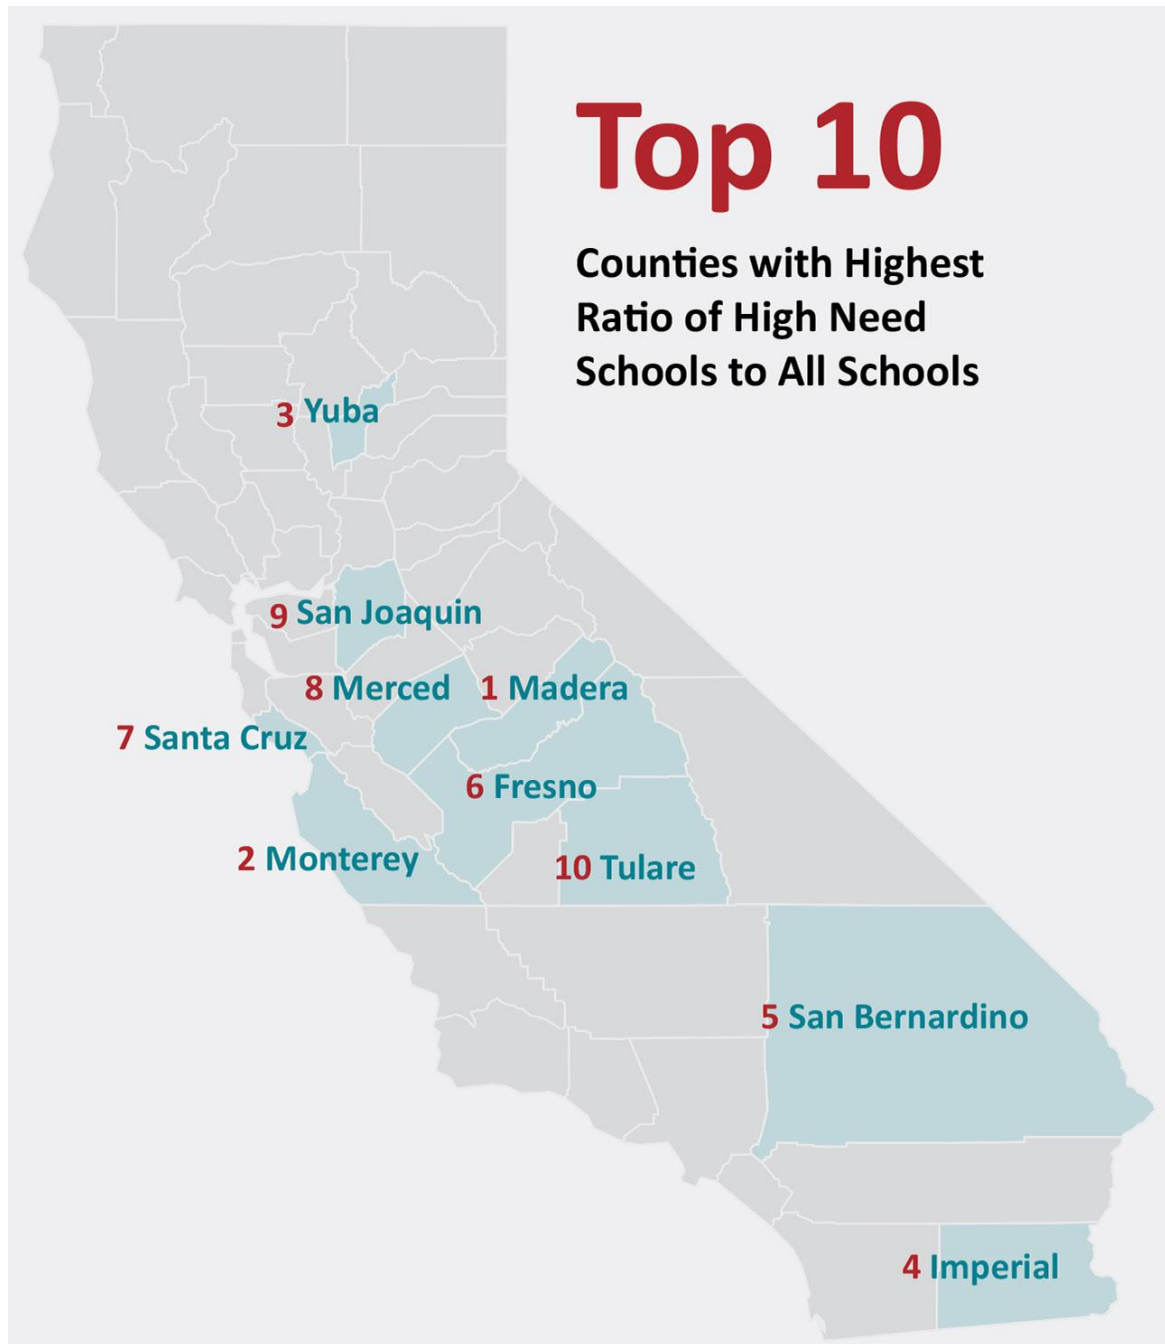 Top 10
Counties with Highest
Ratio of High Need
Schools to All Schools
3 Yuba
9 San Joaquin
8 Merced
1 Madera
7 Santa Cruz
6 Fresno
2 Monterey
10 Tulare
5 San Bernardino
4 Imperial